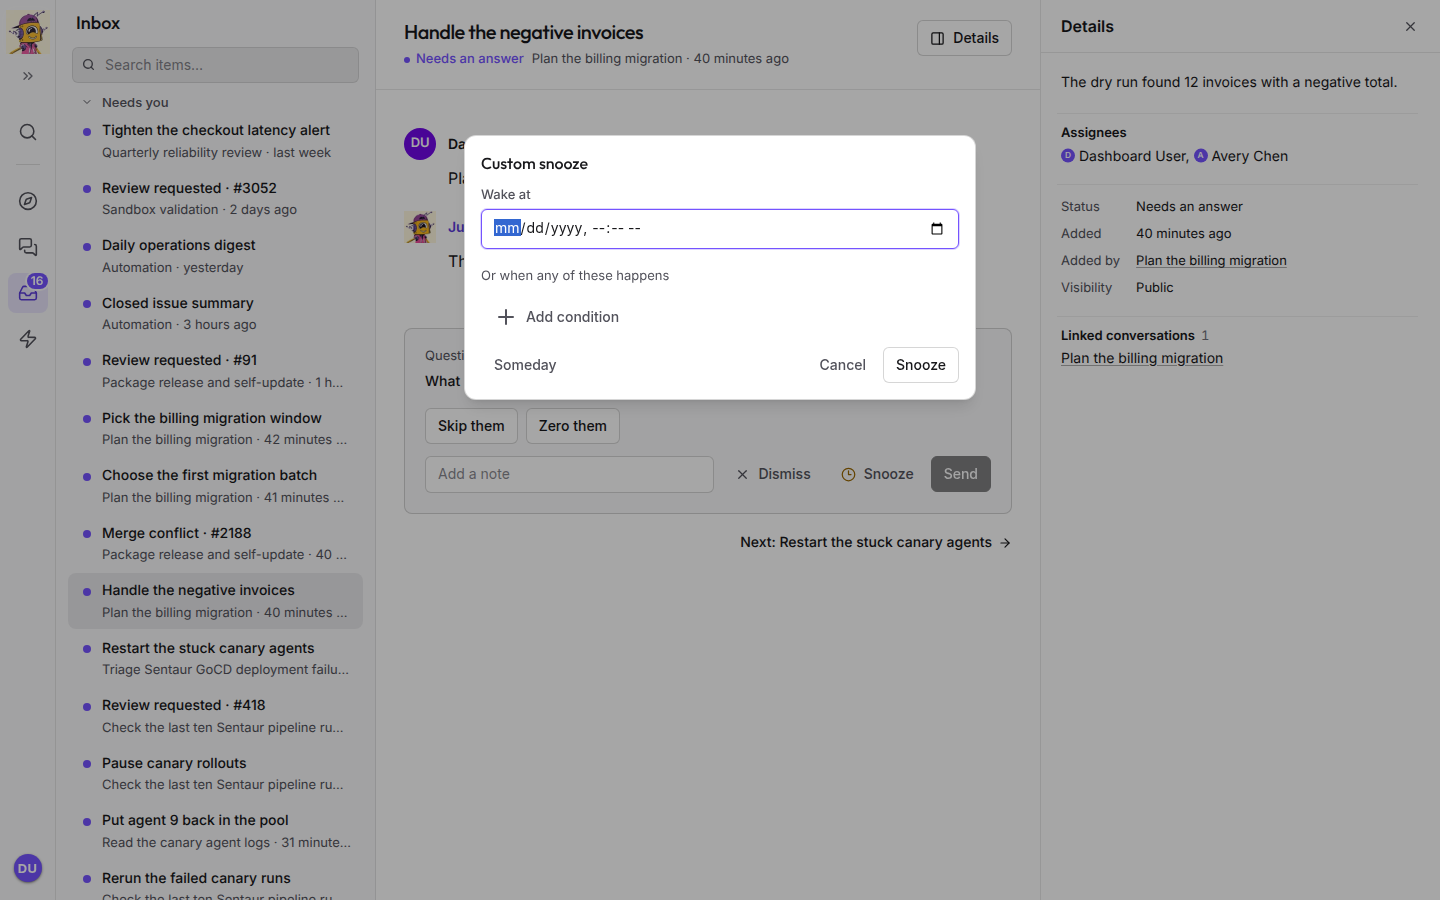 Inbox
Search items...
Needs you
Tighten the checkout latency alert
Quarterly reliability review · last week
Review requested · #3052
Sandbox validation · 2 days ago
Daily operations digest
Automation · yesterday
16
Closed issue summary
Automation · 3 hours ago
Review requested · #91
Package release and self-update · 1 h...
Pick the billing migration window
Plan the billing migration · 42 minutes ...
Choose the first migration batch
Plan the billing migration · 41 minutes ...
Merge conflict · #2188
Package release and self-update · 40 ...
Handle the negative invoices
Plan the billing migration · 40 minutes ...
Restart the stuck canary agents
Triage Sentaur GoCD deployment failu...
Review requested · #418
Check the last ten Sentaur pipeline ru...
Pause canary rollouts
Check the last ten Sentaur pipeline ru...
Put agent 9 back in the pool
Read the canary agent logs · 31 minute...
Rerun the failed canary runs
Check the last ten Sentaur pipeline ru...
DU
Handle the negative invoices
Needs an answer Plan the billing migration · 40 minutes ago
Details
DU
Custom snooze
Wake at
mm/dd/yyyy, --:-- --
Or when any of these happens
Add condition
Someday
Cancel
Snooze
What
Skip them
Zero them
Add a note
Dismiss
Snooze
Send
Next: Restart the stuck canary agents
Details
The dry run found 12 invoices with a negative total.
Assignees
D Dashboard User, A Avery Chen
Status Needs an answer
Added 40 minutes ago
Added by Plan the billing migration
Visibility Public
Linked conversations 1
Plan the billing migration